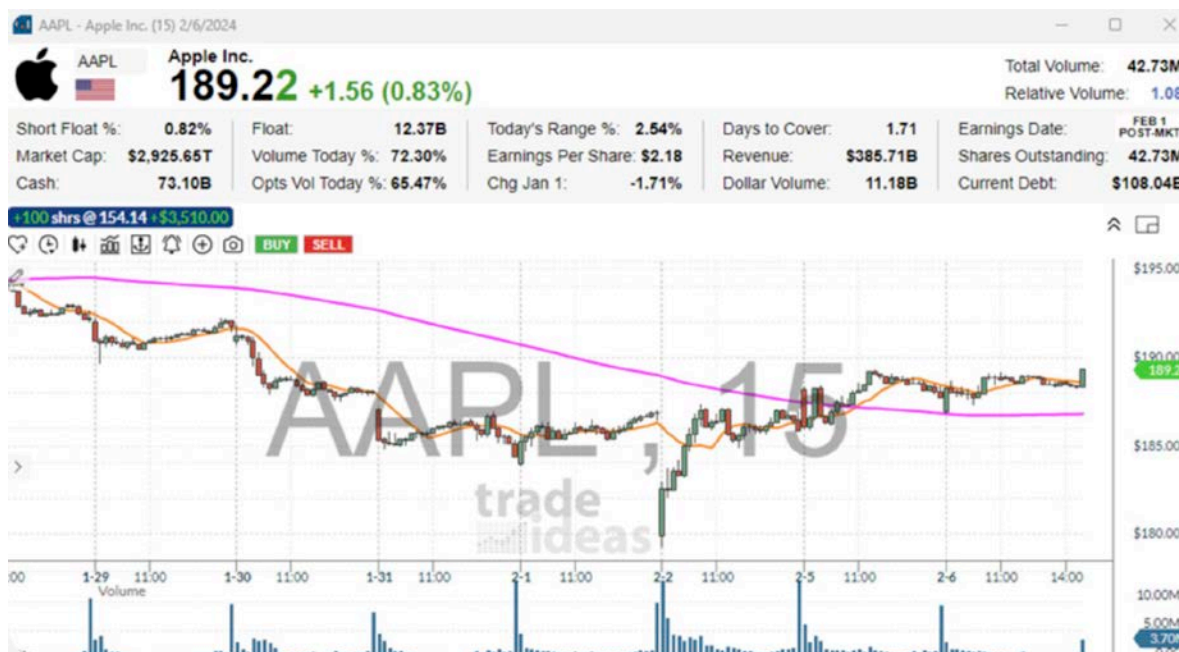 AAPL - Apple Inc. (15) 2/6/2024
AAPL
Apple Inc.
189.22 +1.56 (0.83%)
Total Volume: 42.73M
Relative Volume: 1.08
Short Float %: 0.82%
Float: 12.37B
Today's Range %: 2.54%
Days to Cover: 1.71
Earnings Date: FEB 1 POST-MKT
Market Cap: $2,925.65T
Volume Today %: 72.30%
Earnings Per Share: $2.18
Revenue: $385.71B
Shares Outstanding: 42.73M
Cash: 73.10B
Opts Vol Today %: 65.47%
Chg Jan 1: -1.71%
Dollar Volume: 11.18B
Current Debt: $108.04B
+100 shrs @ 154.14 +$3,510.00
BUY SELL
$195.00
$190.00
189.2
$185.00
$180.00
AAPL , 15
trade
ideas
:00 1-29 11:00 1-30 11:00 1-31 11:00 2-1 11:00 2-2 11:00 2-5 11:00 2-6 11:00 14:00
Volume
10.00M
5.00M
3.70M